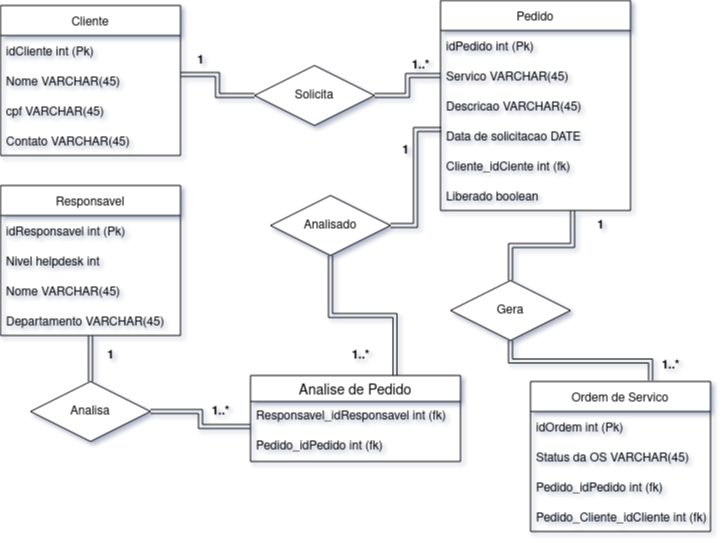 Cliente
idCliente int (Pk)
Nome VARCHAR(45)
cpf VARCHAR(45)
Contato VARCHAR(45)
1
Solicita
1..*
Pedido
idPedido int (Pk)
Servico VARCHAR(45)
Descricao VARCHAR(45)
Data de solicitacao DATE
Cliente_idCiente int (fk)
Liberado boolean
1
Analisado
1..*
1
Gera
1..*
Responsavel
idResponsavel int (Pk)
Nivel helpdesk int
Nome VARCHAR(45)
Departamento VARCHAR(45)
1
Analisa
1..*
Analise de Pedido
Responsavel_idResponsavel int (fk)
Pedido_idPedido int (fk)
Ordem de Servico
idOrdem int (Pk)
Status da OS VARCHAR(45)
Pedido_idPedido int (fk)
Pedido_Cliente_idCliente int (fk)